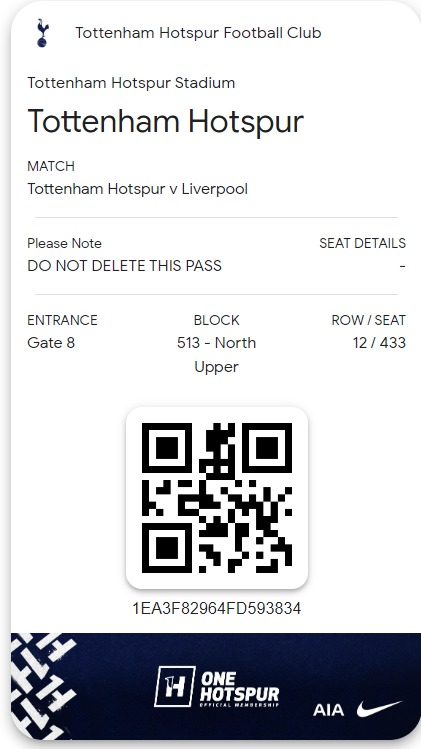 Tottenham Hotspur Football Club
Tottenham Hotspur Stadium
Tottenham Hotspur
MATCH
Tottenham Hotspur v Liverpool
Please Note SEAT DETAILS
DO NOT DELETE THIS PASS -
ENTRANCE BLOCK ROW / SEAT
Gate 8 513 - North Upper 12 / 433
1EA3F82964FD593834
H ONE HOTSPUR
OFFICIAL MEMBERSHIP
AIA